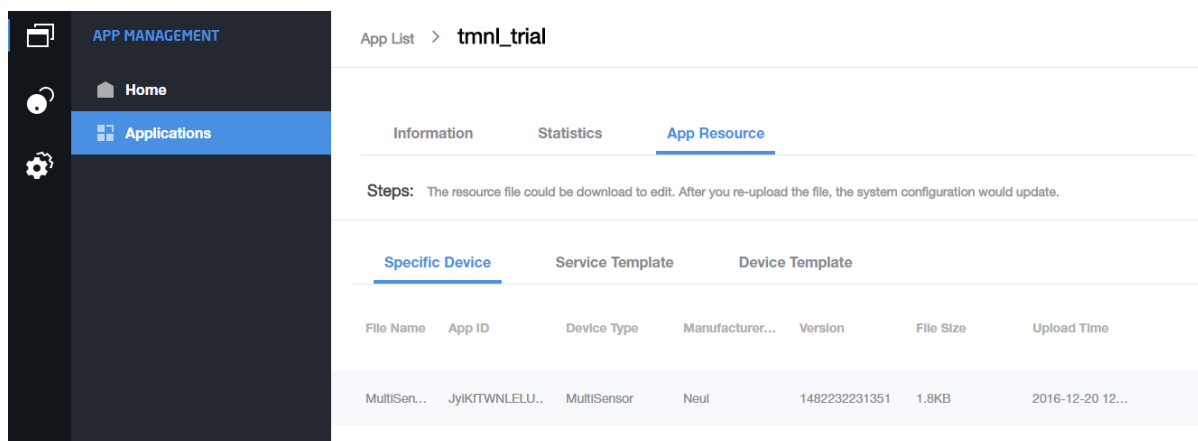 APP MANAGEMENT
Home
Applications
App List > tmnl_trial
Information Statistics App Resource
Steps: The resource file could be download to edit. After you re-upload the file, the system configuration would update.
Specific Device Service Template Device Template
File Name App ID Device Type Manufacturer... Version File Size Upload Time
MultiSen... JyiKfTWNLELU.. MultiSensor Neul 1482232231351 1.8KB 2016-12-20 12...